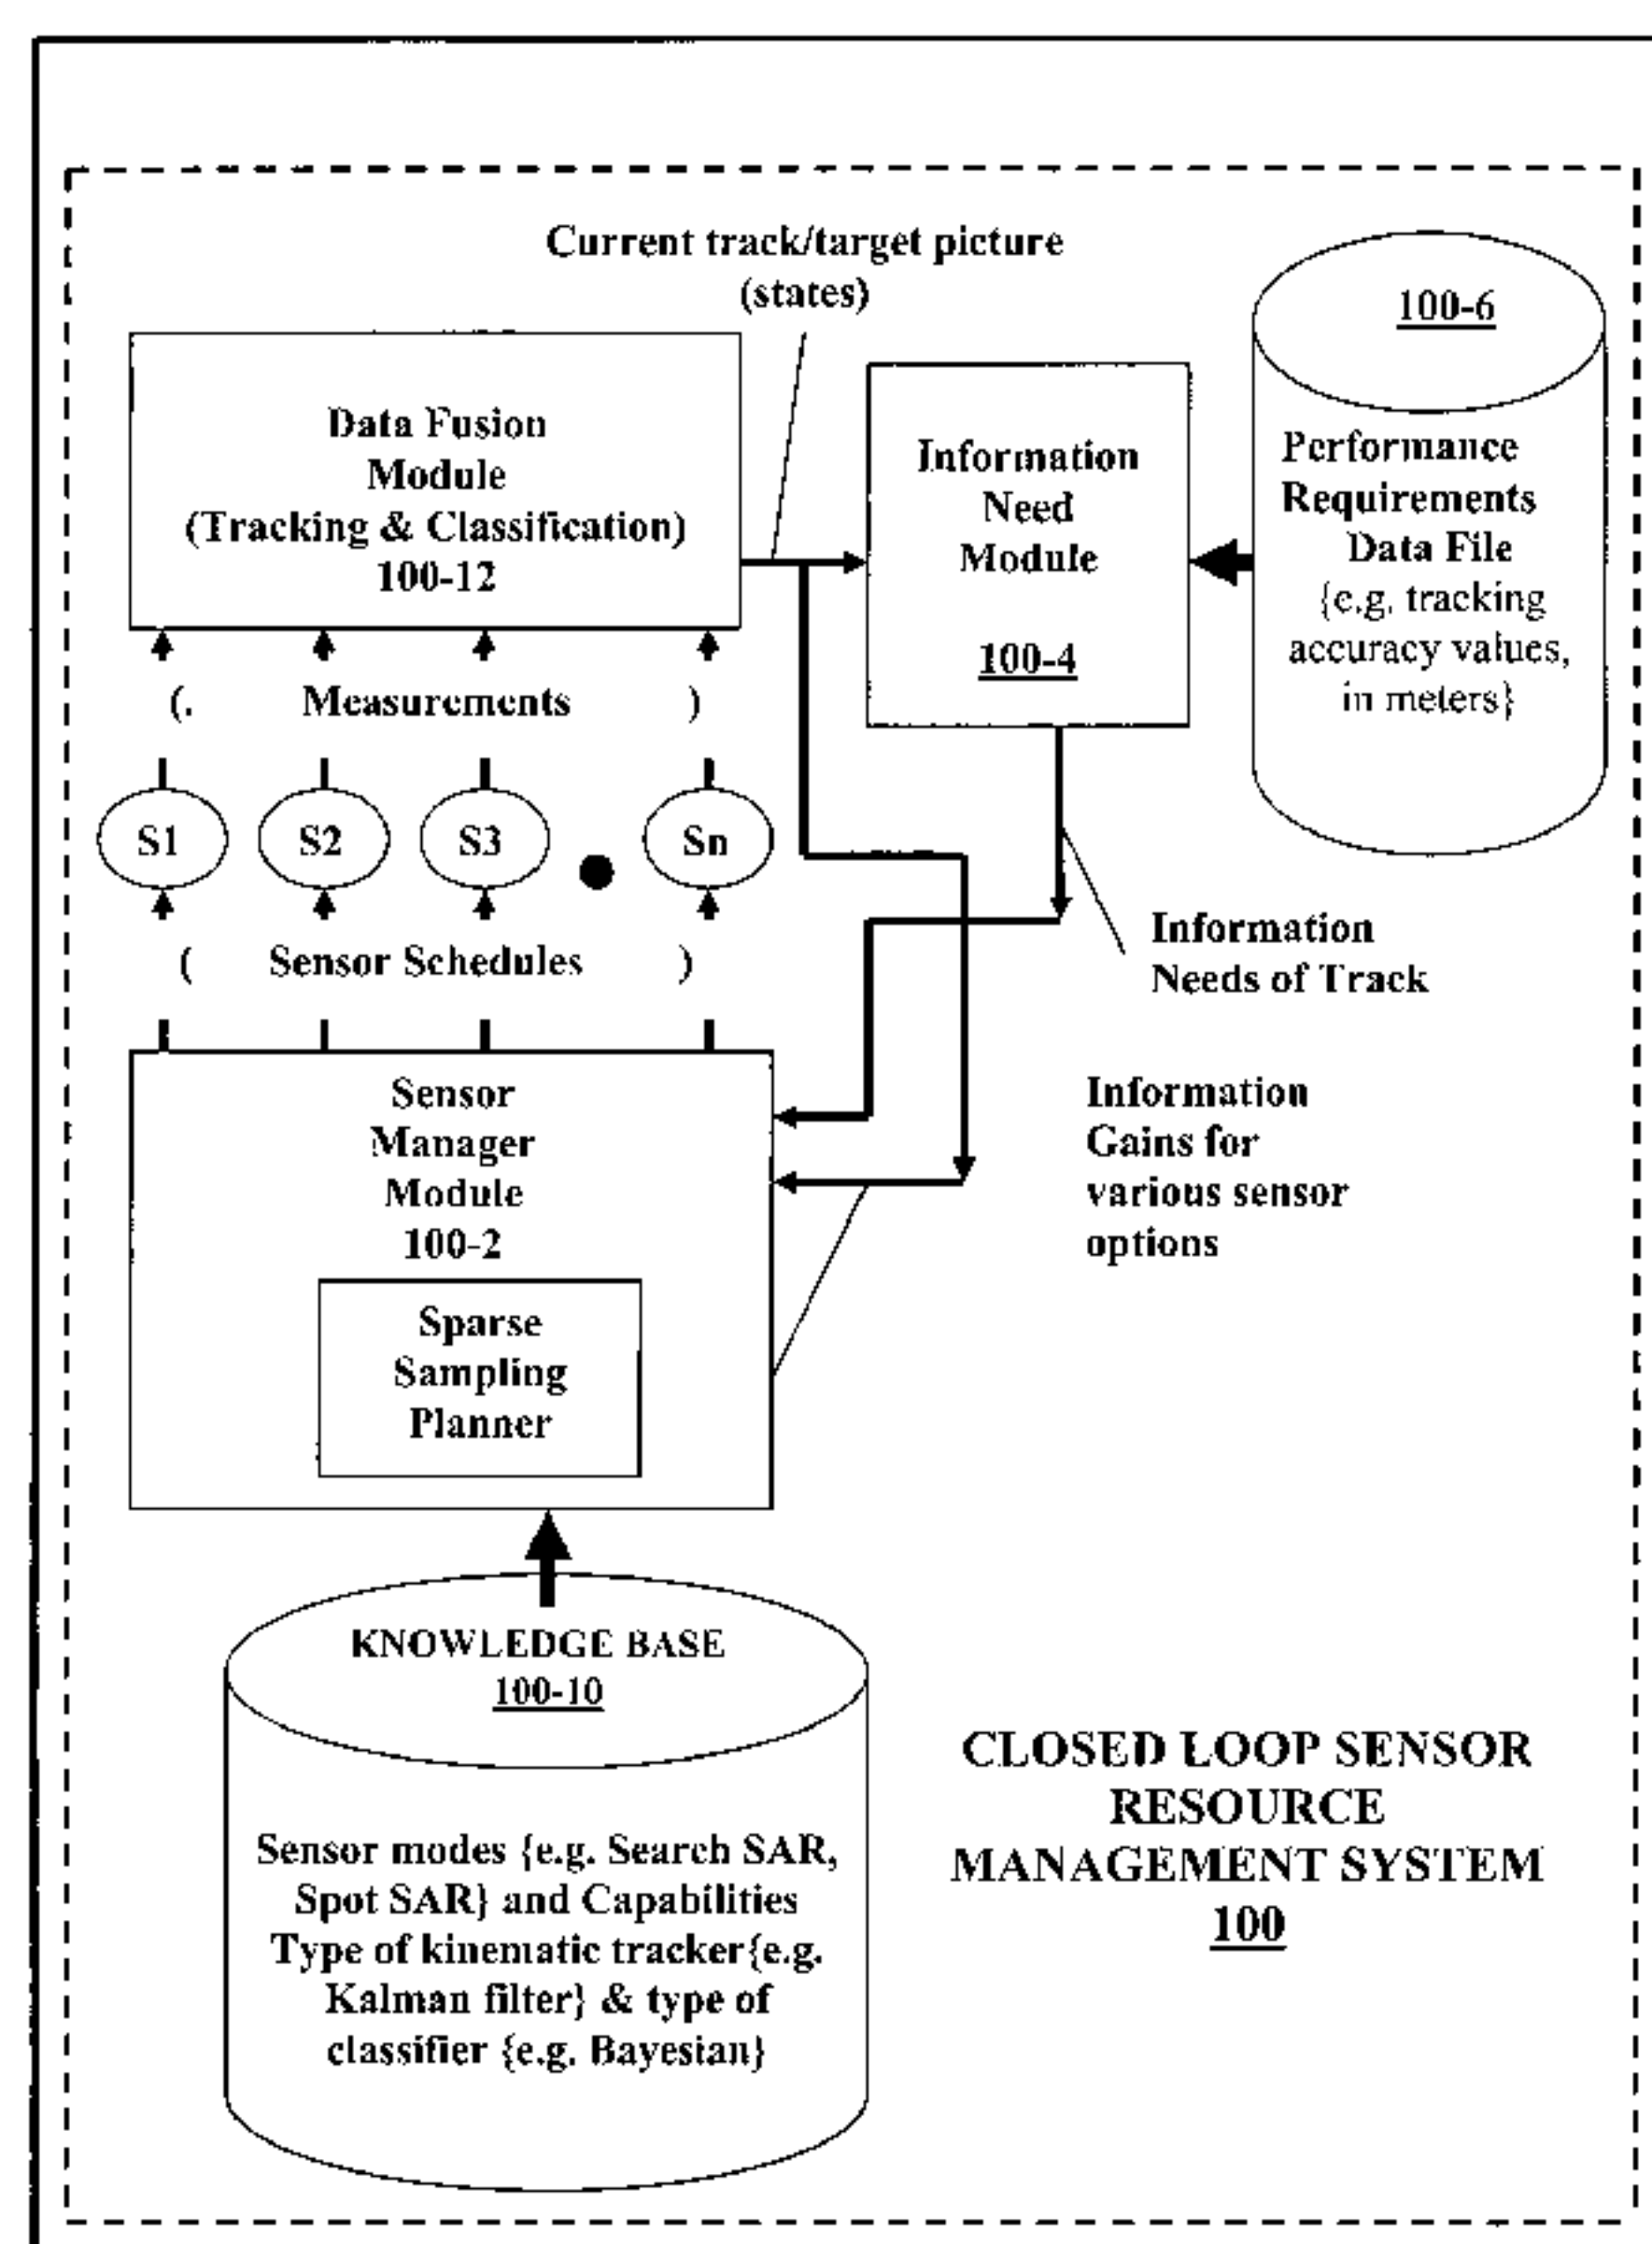 Current track/target picture
(states)
100-6
Data Fusion
Module
(Tracking & Classification)
100-12
Information
Need
Module
100-4
Performance
Requirements
Data File
{e.g. tracking
accuracy values,
in meters}
(. Measurements )
S1 S2 S3 Sn
( Sensor Schedules )
Information
Needs of Track
Sensor
Manager
Module
100-2
Information
Gains for
various sensor
options
Sparse
Sampling
Planner
KNOWLEDGE BASE
100-10
Sensor modes {e.g. Search SAR,
Spot SAR} and Capabilities
Type of kinematic tracker{e.g.
Kalman filter} & type of
classifier {e.g. Bayesian}
CLOSED LOOP SENSOR
RESOURCE
MANAGEMENT SYSTEM
100